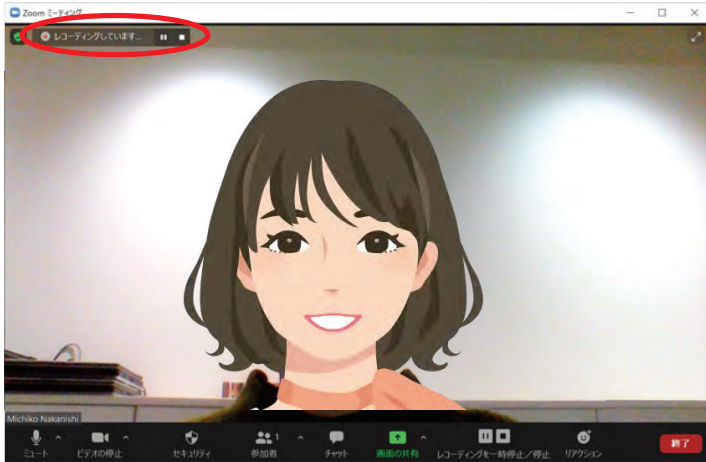 Zoom ミーティング
レコーディングしています...
Michiko Nakanishi
ミュート
ビデオの停止
セキュリティ
参加者
1
チャット
画面の共有
レコーディングを一時停止/停止
リアクション
終了